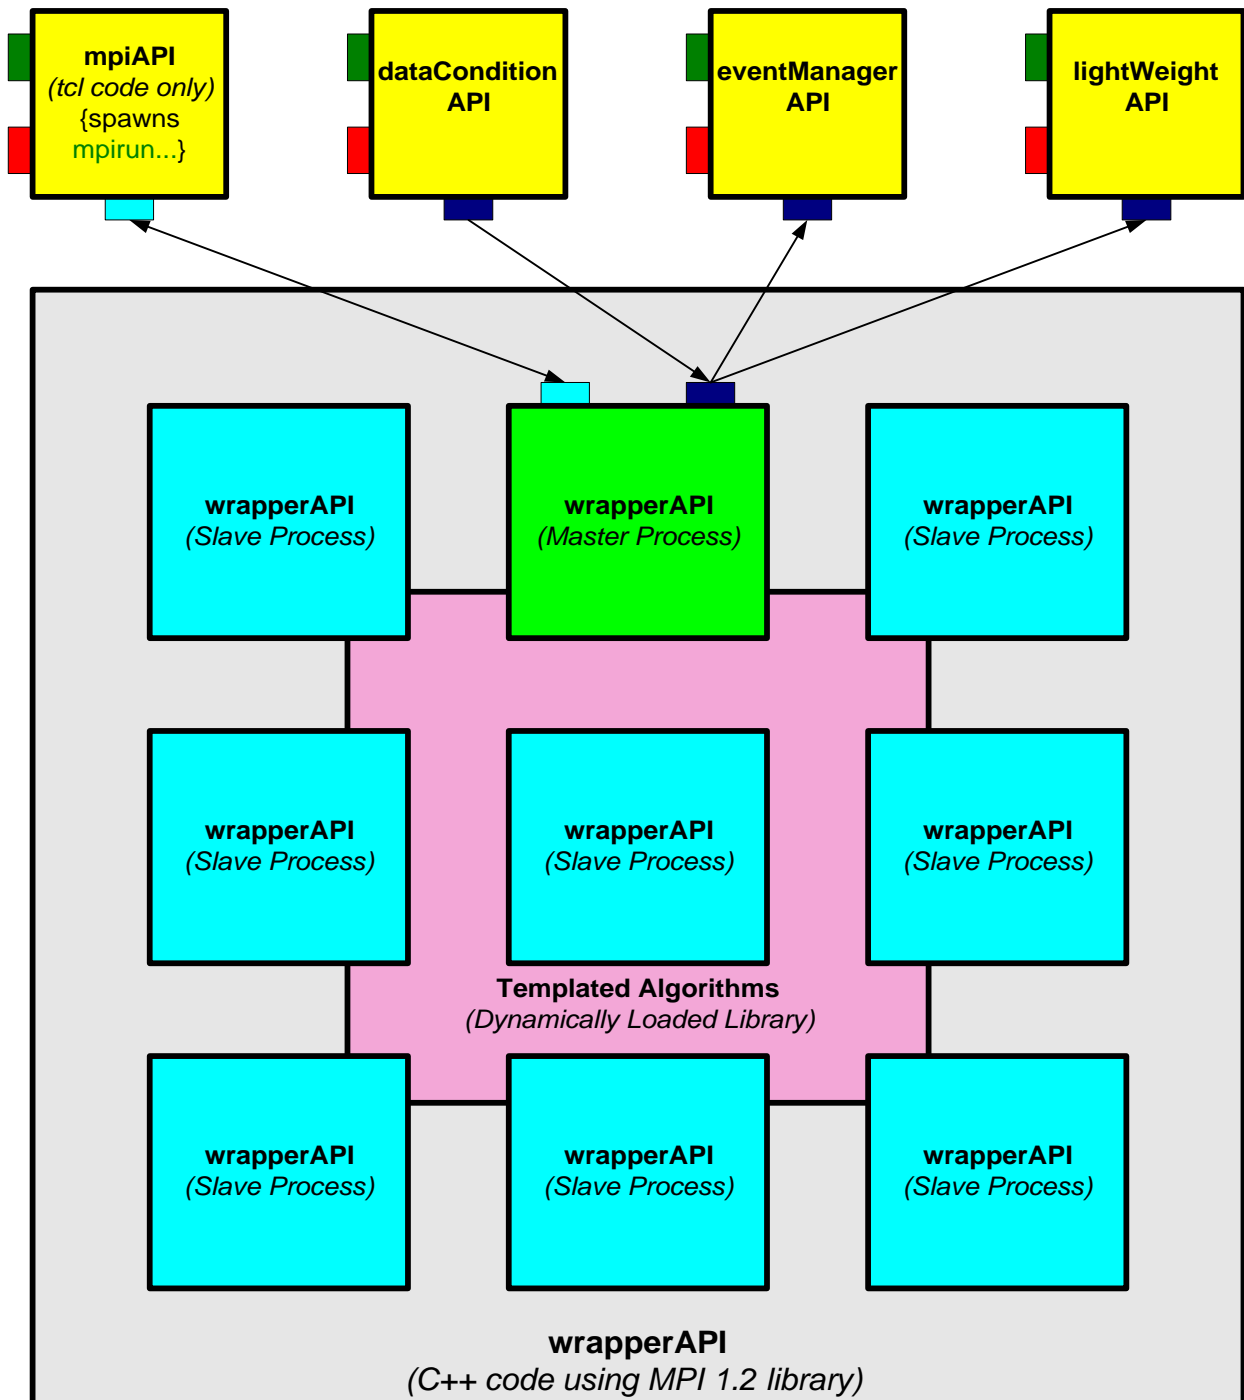 mpiAPI
(tcl code only)
{spawns
mpirun...}
dataCondition
API
eventManager
API
lightWeight
API
wrapperAPI
(Slave Process)
wrapperAPI
(Master Process)
wrapperAPI
(Slave Process)
wrapperAPI
(Slave Process)
wrapperAPI
(Slave Process)
wrapperAPI
(Slave Process)
Templated Algorithms
(Dynamically Loaded Library)
wrapperAPI
(Slave Process)
wrapperAPI
(Slave Process)
wrapperAPI
(Slave Process)
wrapperAPI
(C++ code using MPI 1.2 library)